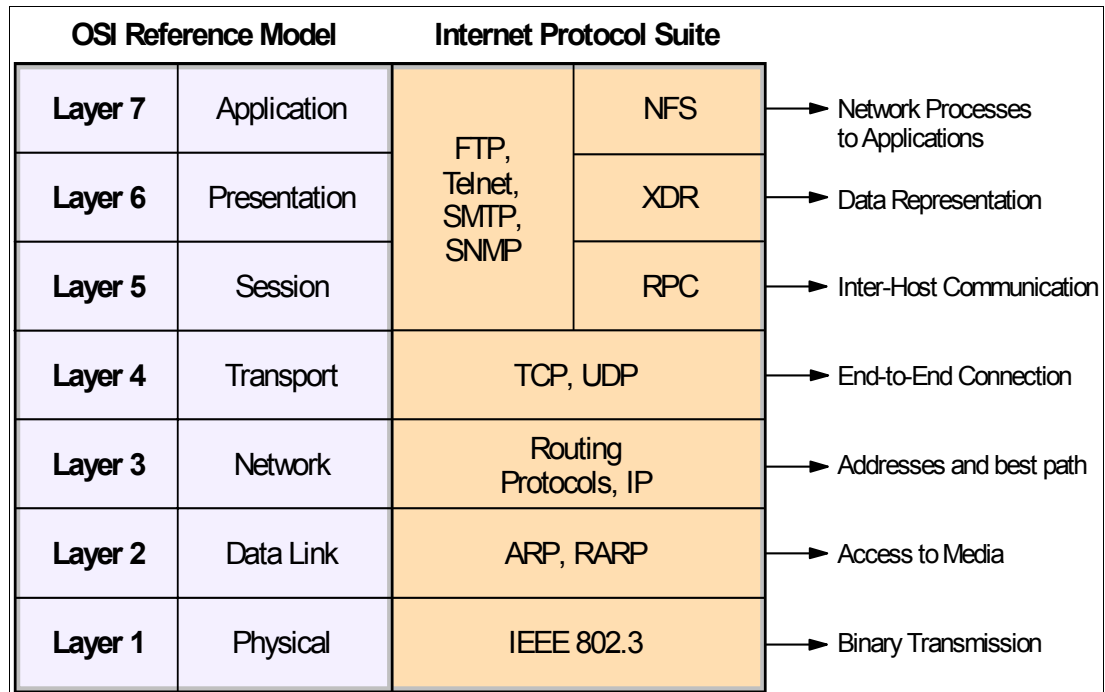 OSI Reference Model
Internet Protocol Suite
Layer 7
Application
NFS
Network Processes
to Applications
FTP,
Telnet,
SMTP,
SNMP
Layer 6
Presentation
XDR
Data Representation
Layer 5
Session
RPC
Inter-Host Communication
Layer 4
Transport
TCP, UDP
End-to-End Connection
Layer 3
Network
Routing
Protocols, IP
Addresses and best path
Layer 2
Data Link
ARP, RARP
Access to Media
Layer 1
Physical
IEEE 802.3
Binary Transmission